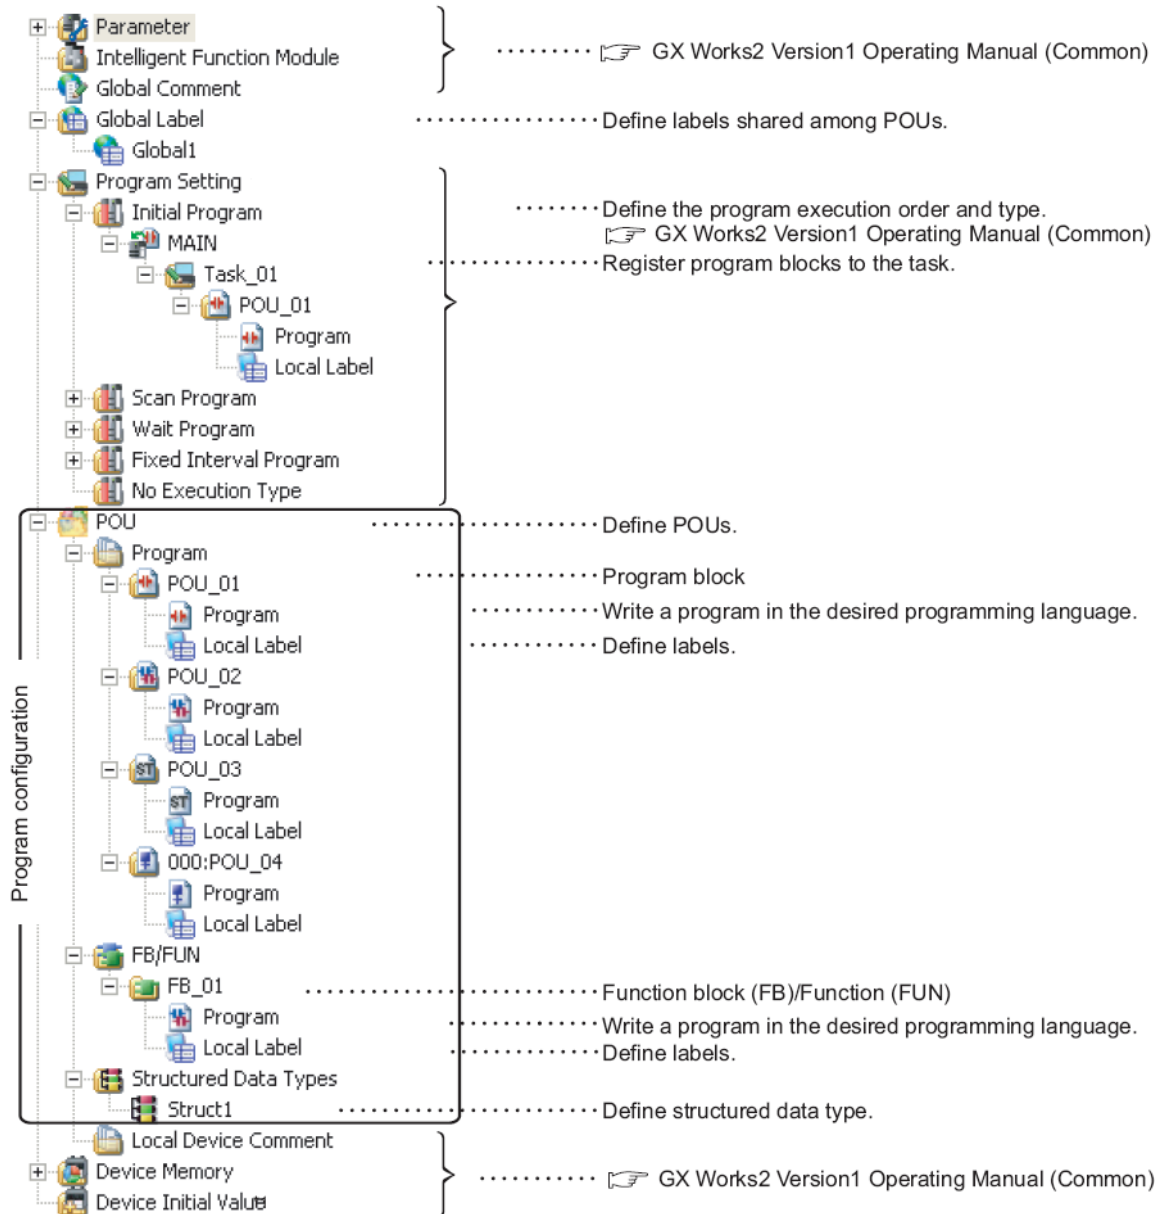 Parameter
Intelligent Function Module
GX Works2 Version1 Operating Manual (Common)
Global Comment
Global Label
Define labels shared among POUs.
Global1
Program Setting
Initial Program
Define the program execution order and type.
GX Works2 Version1 Operating Manual (Common)
MAIN
Register program blocks to the task.
Task_01
POU_01
Program
Local Label
Scan Program
Wait Program
Fixed Interval Program
No Execution Type
POU
Define POUs.
Program
POU_01
Program block
Program
Write a program in the desired programming language.
Local Label
Define labels.
POU_02
Program
Local Label
POU_03
ST
Program
ST
Local Label
000:POU_04
Program
Local Label
Program configuration
FB/FUN
FB_01
Function block (FB)/Function (FUN)
Program
Write a program in the desired programming language.
Local Label
Define labels.
Structured Data Types
Struct1
Define structured data type.
Local Device Comment
Device Memory
GX Works2 Version1 Operating Manual (Common)
Device Initial Value